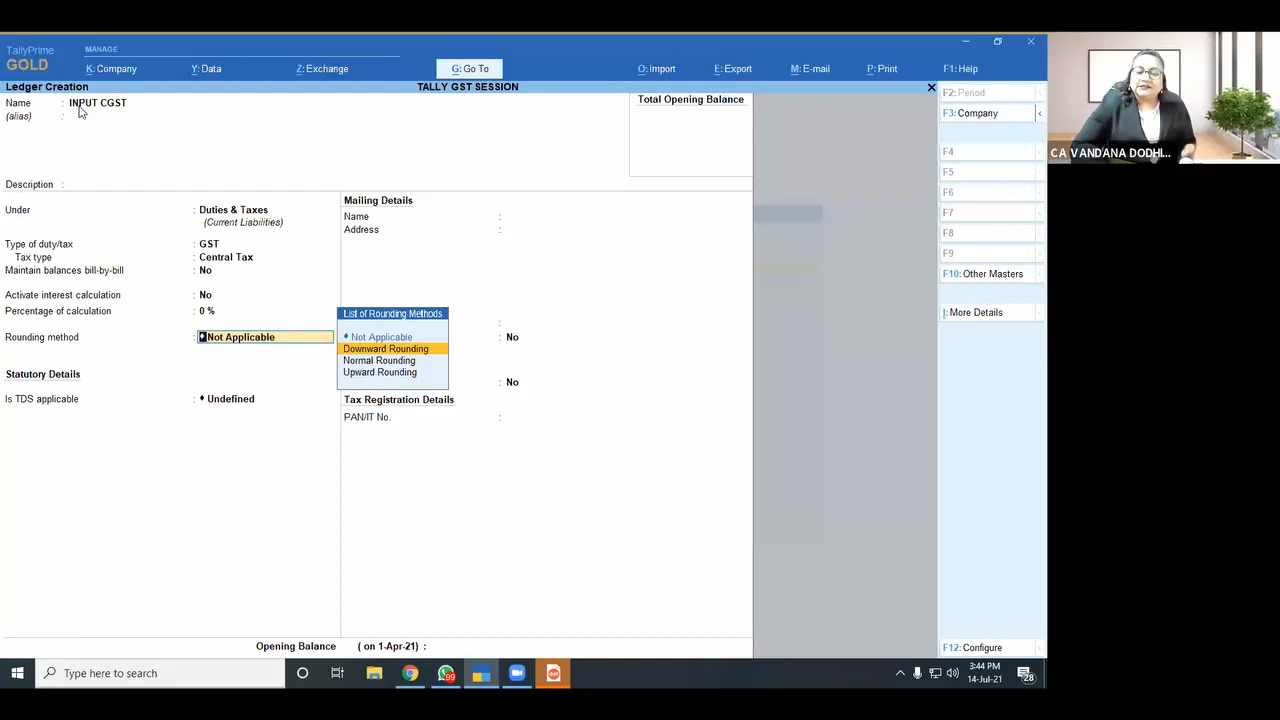 TallyPrime
GOLD
MANAGE
K: Company
Y: Data
Z: Exchange
G: Go To
O: Import
E: Export
M: E-mail
P: Print
F1: Help
Ledger Creation
TALLY GST SESSION
Name : INPUT CGST
(alias) :
Total Opening Balance
Description :
Under : Duties & Taxes
(Current Liabilities)
Type of duty/tax : GST
Tax type : Central Tax
Maintain balances bill-by-bill : No
Activate interest calculation : No
Percentage of calculation : 0 %
Rounding method : Not Applicable
Statutory Details
Is TDS applicable : Undefined
Mailing Details
Name :
Address :
List of Rounding Methods
Not Applicable
Downward Rounding
Normal Rounding
Upward Rounding
:
: No
: No
Tax Registration Details
PAN/IT No. :
Opening Balance ( on 1-Apr-21) :
F2: Period
F3: Company
F4
F5
F6
F7
F8
F9
F10: Other Masters
I: More Details
F12: Configure
CA VANDANA DODHI...
Type here to search
99
GST
3:44 PM
14-Jul-21
28